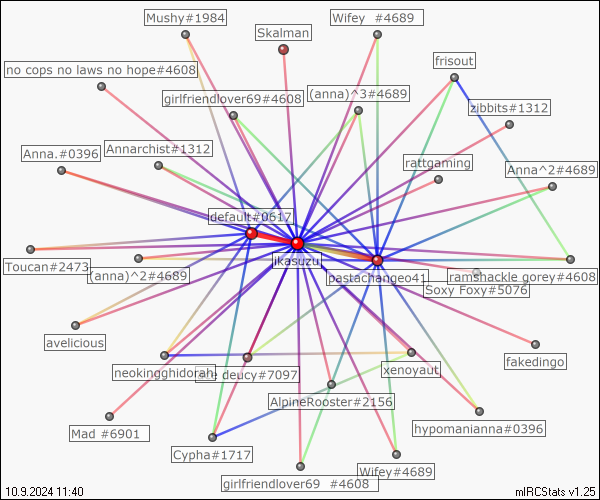 Mushy#1984
Wifey  #4689
Skalman
frisout
no cops no laws no hope#4608
girlfriendlover69#4608
(anna)^3#4689
zibbits#1312
Anna.#0396
Annarchist#1312
rattgaming
Anna^2#4689
default#0617
jikasuzu
Toucan#2473
(anna)^2#4689
pastachangeo41
ramshackle gorey#4608
Soxy Foxy#5076
avelicious
fakedingo
neokingghidorah
deucy#7097
xenoyaut
AlpineRooster#2156
Mad #6901
hypomanianna#0396
Cypha#1717
girlfriendlover69  #4608
Wifey#4689
10.9.2024 11:40
mIRCStats v1.25